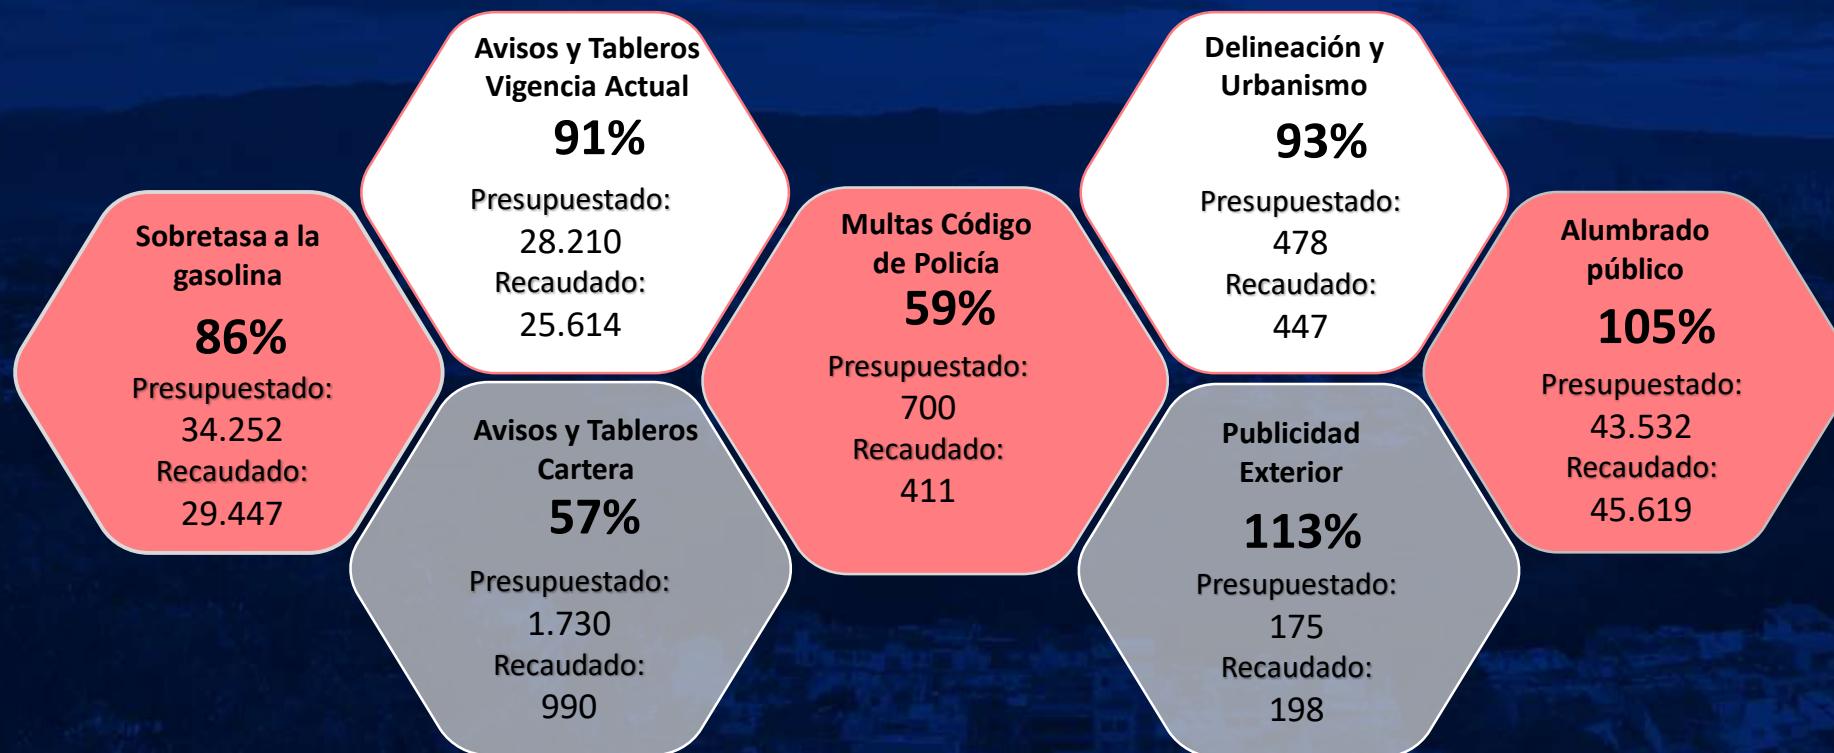 Sobretasa a la
gasolina
86%
Presupuestado:
34.252
Recaudado:
29.447
Avisos y Tableros
Vigencia Actual
91%
Presupuestado:
28.210
Recaudado:
25.614
Avisos y Tableros
Cartera
57%
Presupuestado:
1.730
Recaudado:
990
Multas Código
de Policía
59%
Presupuestado:
700
Recaudado:
411
Delineación y
Urbanismo
93%
Presupuestado:
478
Recaudado:
447
Publicidad
Exterior
113%
Presupuestado:
175
Recaudado:
198
Alumbrado
público
105%
Presupuestado:
43.532
Recaudado:
45.619